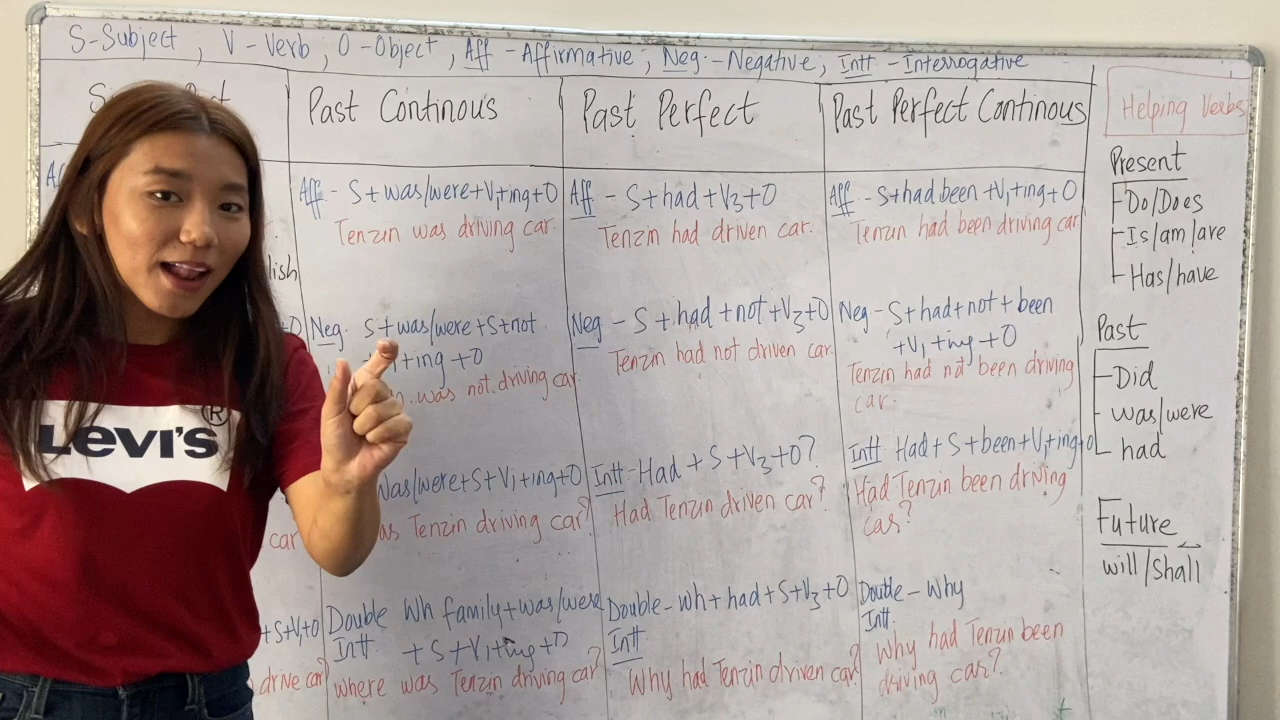 S-Subject ; V-Verb ; O-Object , Aff - Affirmative ; Neg. - Negative ; Intt - Interrogative
Past Continous
Aff - S+was/were+V1+ing+O
Tenzin was driving car.
Neg. S+was/were+S+not
+ing+O
was not driving car
Was/were+S+V1+ing+O
as Tenzin driving car?
Double Wh family+was/were
Intt +S+V1+ing+O
where was Tenzin driving car?
Past Perfect
Aff - S+had+V3+O
Tenzin had driven car.
Neg - S+had+not+V3+O
Tenzin had not driven car.
Intt-Had+S+V3+O?
Had Tenzin driven car?
Double-Wh+had+S+V3+O
Intt
Why had Tenzin driven car?
Past Perfect Continous
Aff - S+had been+V1+ing+O
Tenzin had been driving car
Neg - S+had+not+been
+V1+ing+O
Tenzin had not been driving
car.
Intt Had+S+been+V1+ing+O
Had Tenzin been driving
car?
Double - Why
Intt.
Why had Tenzin been
driving car?
Helping Verbs
Present
Do/Does
Is/am/are
Has/have
Past
Did
was/were
had
Future
will/shall
lish
car
+S+V1+O
drive car?
Levi's®